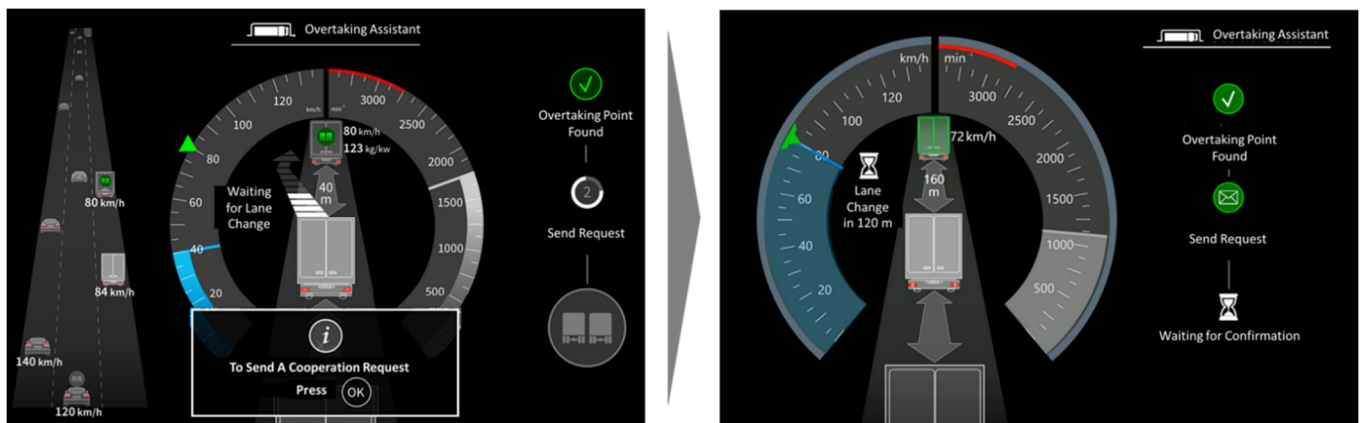 Overtaking Assistant
km/h
min⁻¹
120
100
80
60
40
20
3000
2500
2000
1500
1000
500
80 km/h
123 kg/kw
40
m
Waiting
for Lane
Change
80 km/h
84 km/h
140 km/h
120 km/h
i
To Send A Cooperation Request
Press OK
Overtaking Point
Found
2
Send Request
Overtaking Assistant
km/h
min⁻¹
120
100
80
60
40
20
3000
2500
2000
1500
1000
500
72 km/h
160
m
Lane
Change
in 120 m
Overtaking Point
Found
Send Request
Waiting for Confirmation